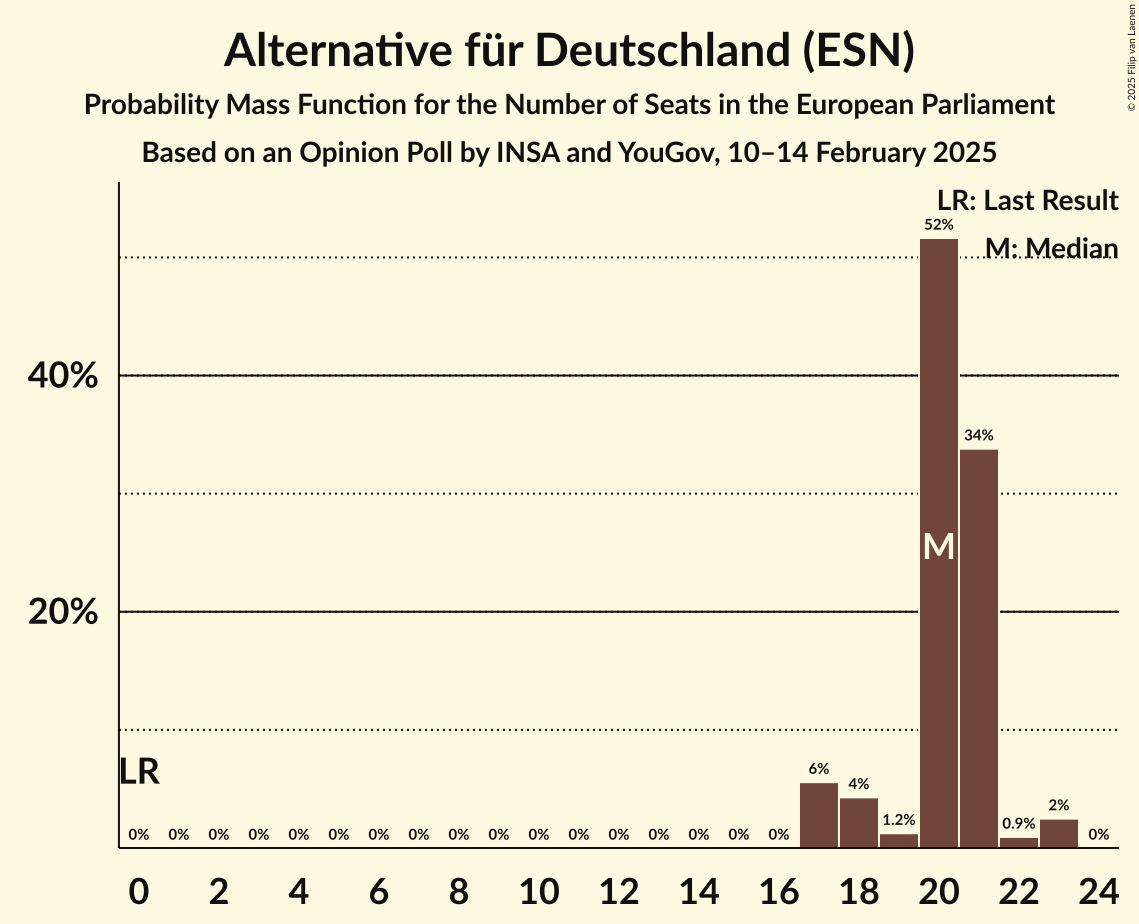 Alternative für Deutschland (ESN)
Probability Mass Function for the Number of Seats in the European Parliament
Based on an Opinion Poll by INSA and YouGov, 10–14 February 2025
© 2025 Filip van Laenen
LR: Last Result
M: Median
52%
40%
34%
M
20%
LR
0% 0% 0% 0% 0% 0% 0% 0% 0% 0% 0% 0% 0% 0% 0% 0% 0% 6% 4% 1.2% 0.9% 2% 0%
0 2 4 6 8 10 12 14 16 18 20 22 24